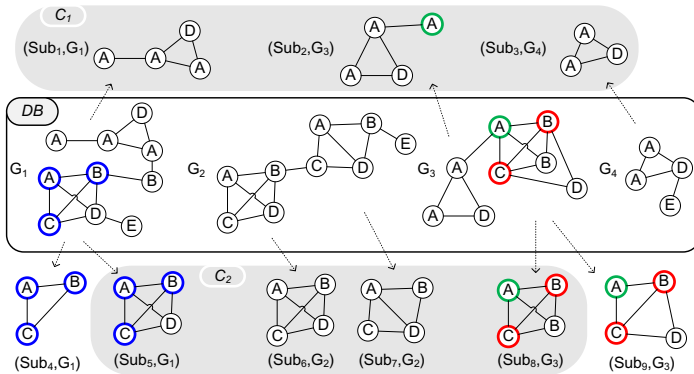 C1
(Sub1,G1)
A
A
D
A
(Sub2,G3)
A
A
A
D
(Sub3,G4)
A
A
D
DB
G1
A
A
D
A
B
A
B
C
D
E
G2
A
B
C
D
A
B
C
D
E
G3
A
A
D
A
B
C
B
D
G4
A
A
D
E
C2
A
B
C
(Sub4,G1)
A
B
C
D
(Sub5,G1)
A
B
C
D
(Sub6,G2)
A
B
C
D
(Sub7,G2)
A
B
C
B
(Sub8,G3)
A
B
C
D
(Sub9,G3)